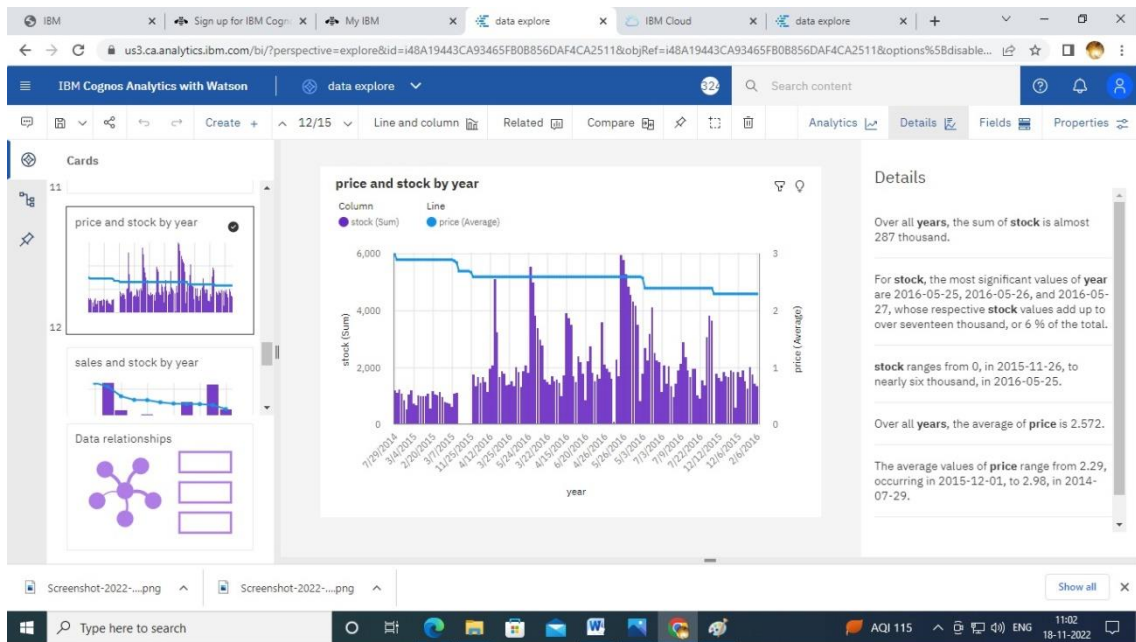 IBM
Sign up for IBM Cogn
My IBM
data explore
IBM Cloud
data explore
us3.ca.analytics.ibm.com/bi/?perspective=explore&id=i48A19443CA93465FB0B856DAF4CA2511&objRef=i48A19443CA93465FB0B856DAF4CA2511&options%5Bdisable...
IBM Cognos Analytics with Watson
data explore
324
Search content
Create +
12/15
Line and column
Related
Compare
Analytics
Details
Fields
Properties
Cards
11
price and stock by year
12
sales and stock by year
Data relationships
price and stock by year
Column Line
stock (Sum) price (Average)
6,000
4,000
2,000
0
stock (Sum)
3
2
1
0
price (Average)
7/29/2014
3/4/2015
2/20/2015
3/7/2015
11/25/2015
4/12/2016
3/25/2016
5/24/2016
3/22/2016
4/15/2016
6/20/2016
4/26/2016
5/26/2016
5/3/2016
7/3/2016
7/9/2016
7/22/2016
12/12/2015
12/6/2015
2/6/2016
year
Details
Over all years, the sum of stock is almost
287 thousand.
For stock, the most significant values of year
are 2016-05-25, 2016-05-26, and 2016-05-
27, whose respective stock values add up to
over seventeen thousand, or 6 % of the total.
stock ranges from 0, in 2015-11-26, to
nearly six thousand, in 2016-05-25.
Over all years, the average of price is 2.572.
The average values of price range from 2.29,
occurring in 2015-12-01, to 2.98, in 2014-
07-29.
Screenshot-2022-....png
Screenshot-2022-....png
Show all
Type here to search
AQI 115
ENG
11:02
18-11-2022